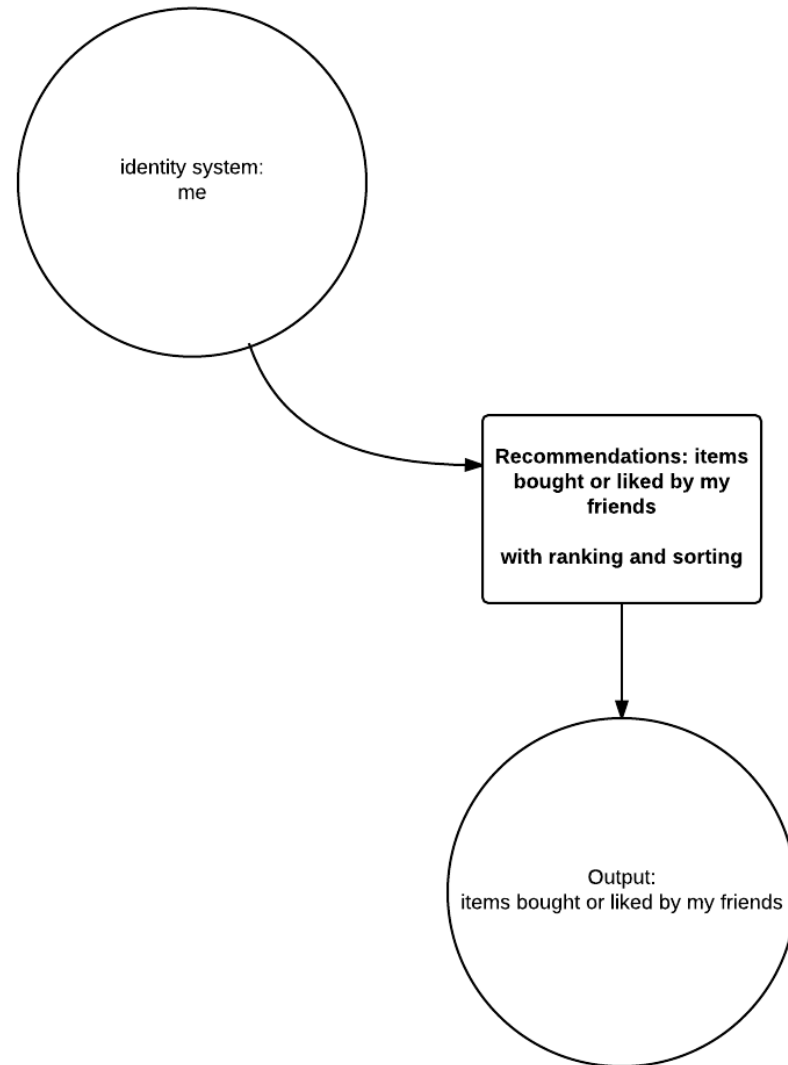 identity system:
me
Recommendations: items
bought or liked by my
friends
with ranking and sorting
Output:
items bought or liked by my friends